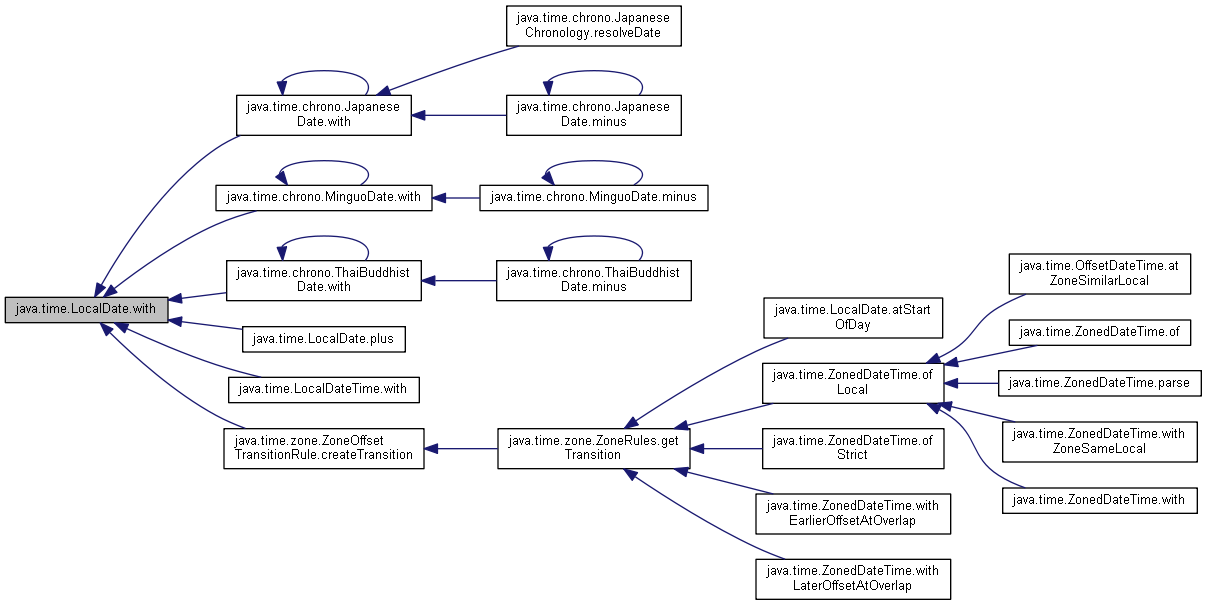 java.time.chrono.Japanese
Chronology.resolveDate
java.time.chrono.Japanese
Date.with
java.time.chrono.Japanese
Date.minus
java.time.chrono.MinguoDate.with
java.time.chrono.MinguoDate.minus
java.time.chrono.ThaiBuddhist
Date.with
java.time.chrono.ThaiBuddhist
Date.minus
java.time.LocalDate.with
java.time.LocalDate.plus
java.time.LocalDateTime.with
java.time.zone.ZoneOffset
TransitionRule.createTransition
java.time.zone.ZoneRules.get
Transition
java.time.LocalDate.atStart
OfDay
java.time.ZonedDateTime.of
Local
java.time.ZonedDateTime.of
Strict
java.time.ZonedDateTime.with
EarlierOffsetAtOverlap
java.time.ZonedDateTime.with
LaterOffsetAtOverlap
java.time.OffsetDateTime.at
ZoneSimilarLocal
java.time.ZonedDateTime.of
java.time.ZonedDateTime.parse
java.time.ZonedDateTime.with
ZoneSameLocal
java.time.ZonedDateTime.with